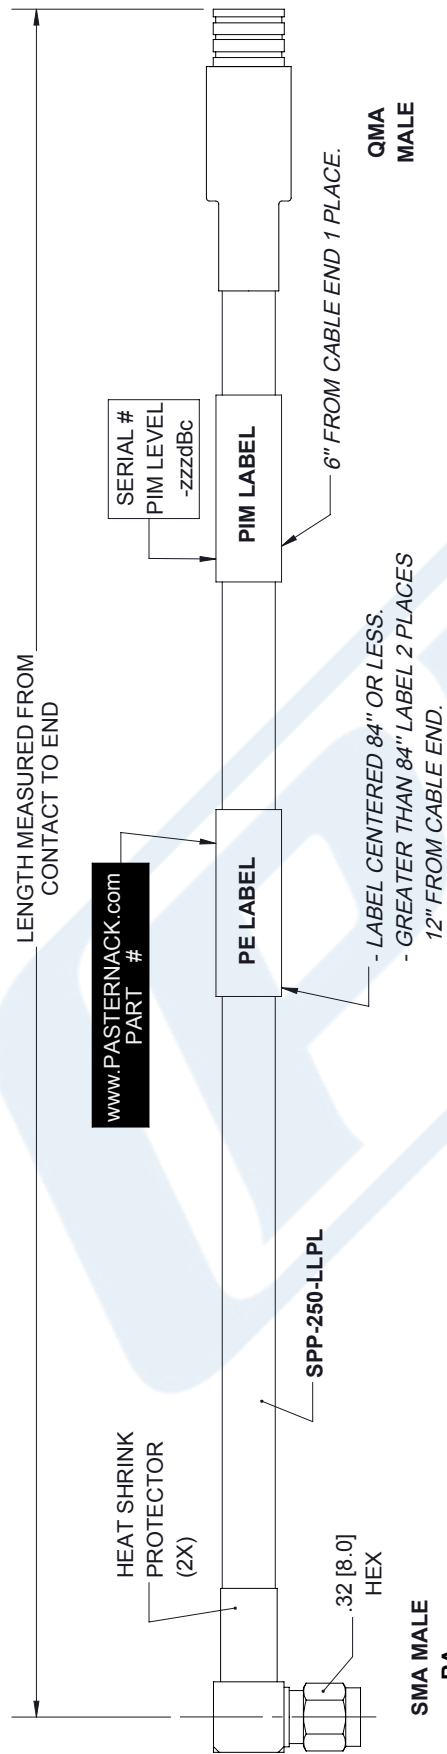 LENGTH MEASURED FROM
CONTACT TO END
HEAT SHRINK
PROTECTOR
(2X)
www.PASTERNACK.com
PART #
SERIAL #
PIM LEVEL
-zzzdBc
PE LABEL
PIM LABEL
.32 [8.0]
HEX
SPP-250-LLPL
- LABEL CENTERED 84" OR LESS.
- GREATER THAN 84" LABEL 2 PLACES
12" FROM CABLE END.
6" FROM CABLE END 1 PLACE.
SMA MALE
RA
QMA
MALE